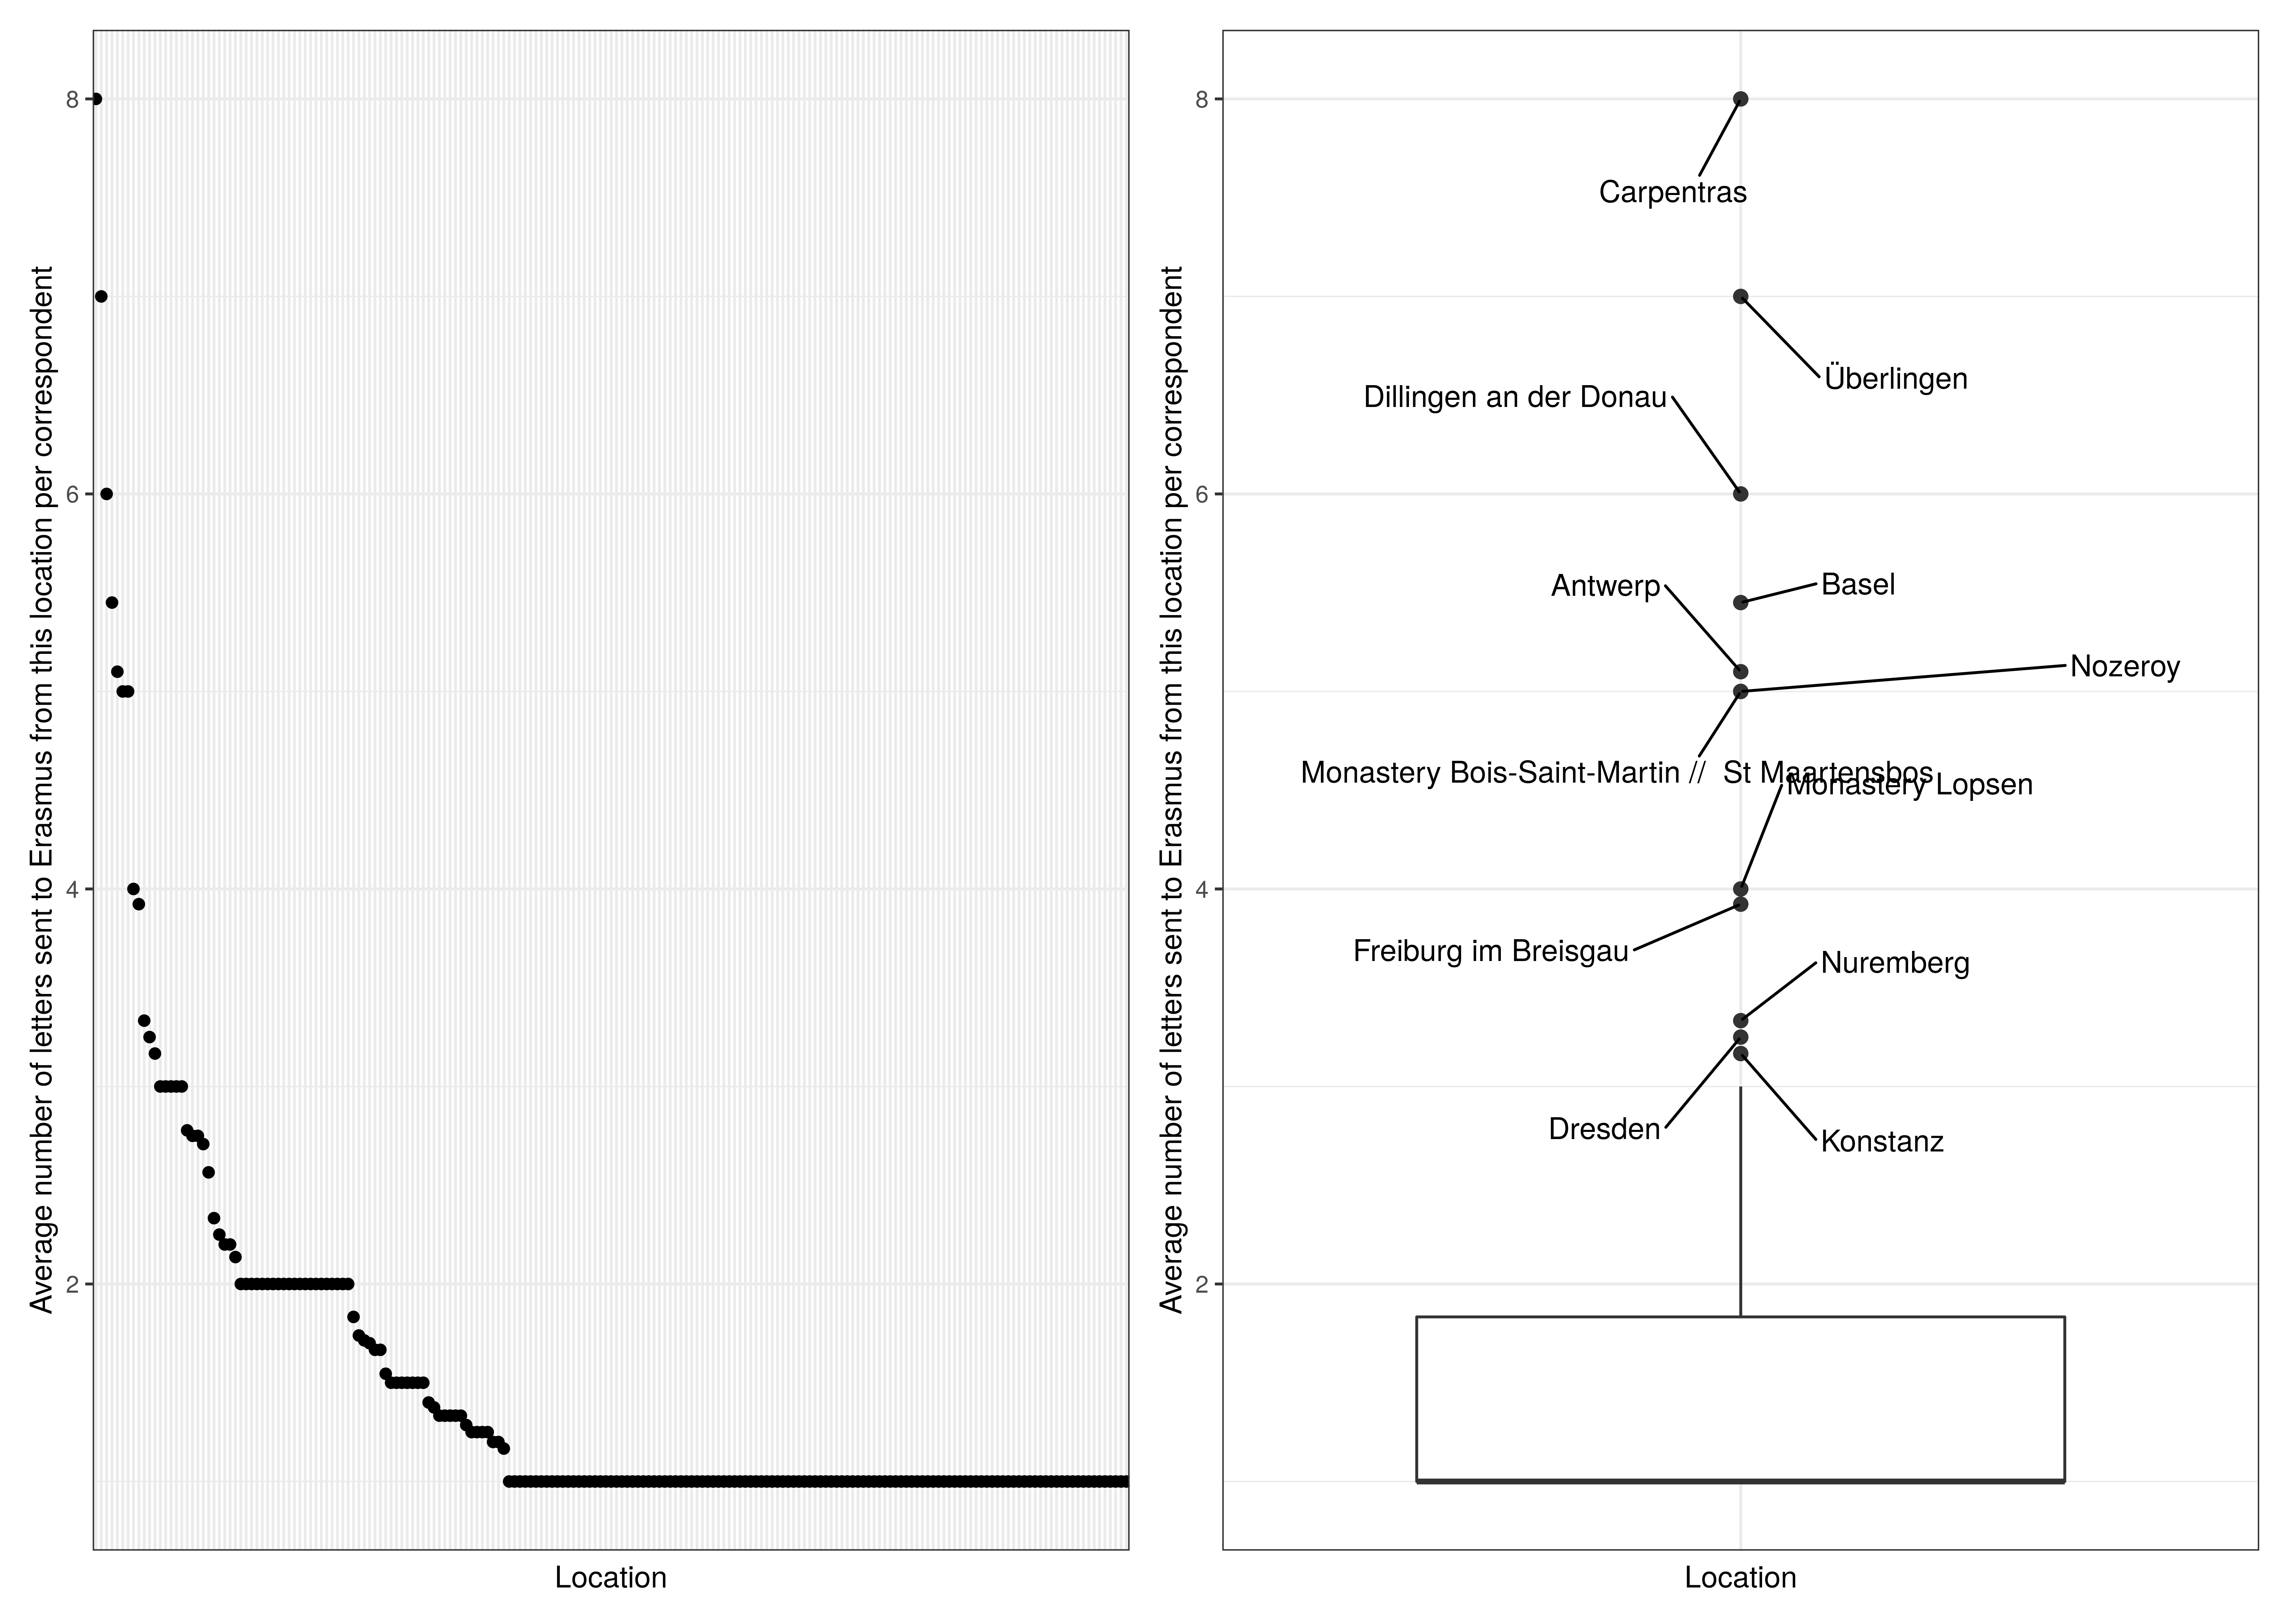 Average number of letters sent to Erasmus from this location per correspondent
8
6
4
2
Location
Average number of letters sent to Erasmus from this location per correspondent
8
6
4
2
Carpentras
Überlingen
Dillingen an der Donau
Antwerp
Basel
Nozeroy
Monastery Bois-Saint-Martin //  St Maartensbos
Monastery Lopsen
Freiburg im Breisgau
Nuremberg
Dresden
Konstanz
Location